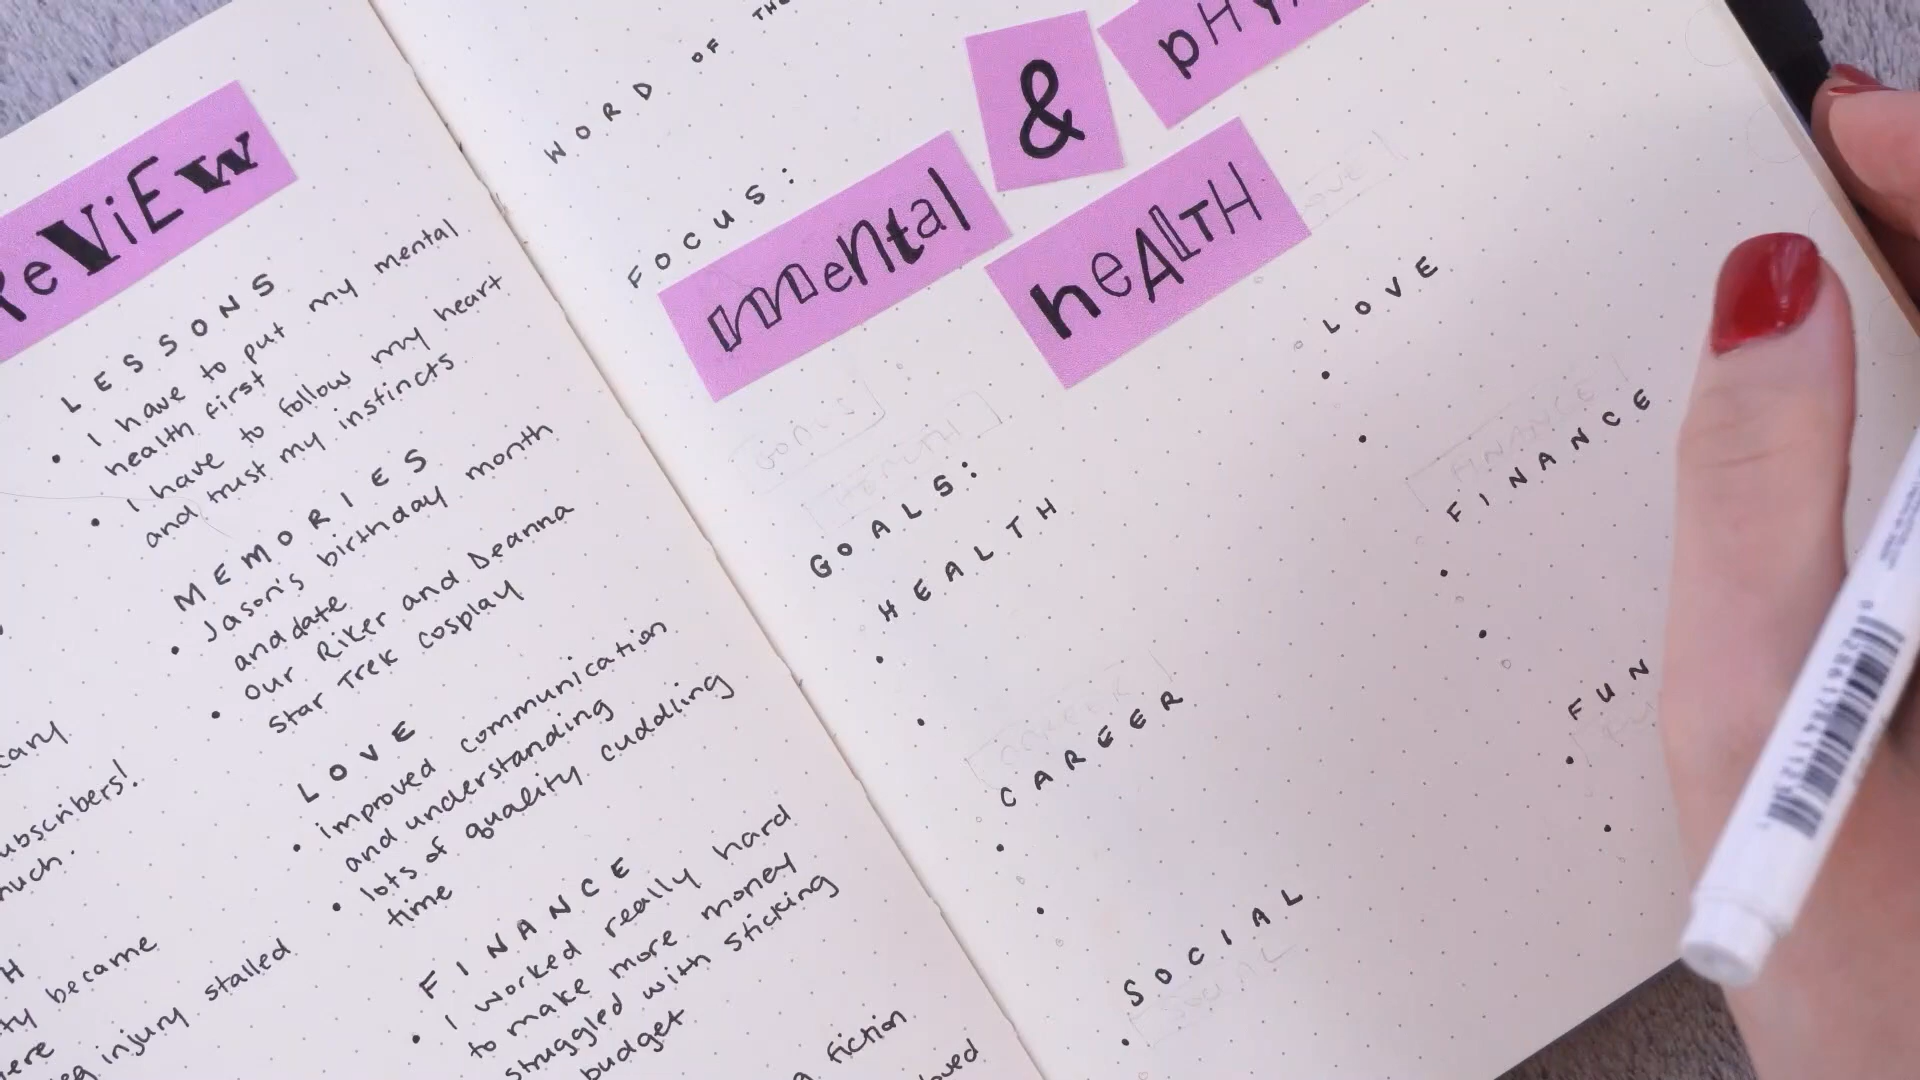 REVIEW
LESSONS
• I have to put my mental
health first
• I have to follow my heart
and trust my instincts
MEMORIES
• Jason's birthday month
and date
• our Riker and Deanna
Star Trek cosplay
LOVE
• improved communication
and understanding
• lots of quality cuddling
time
FINANCE
• I worked really hard
to make more money
struggled with sticking
budget
fiction
much.
H
became
injury stalled
WORD OF
FOCUS:
mental
&
health
GOALS:
HEALTH
CAREER
SOCIAL
LOVE
FINANCE
FUN